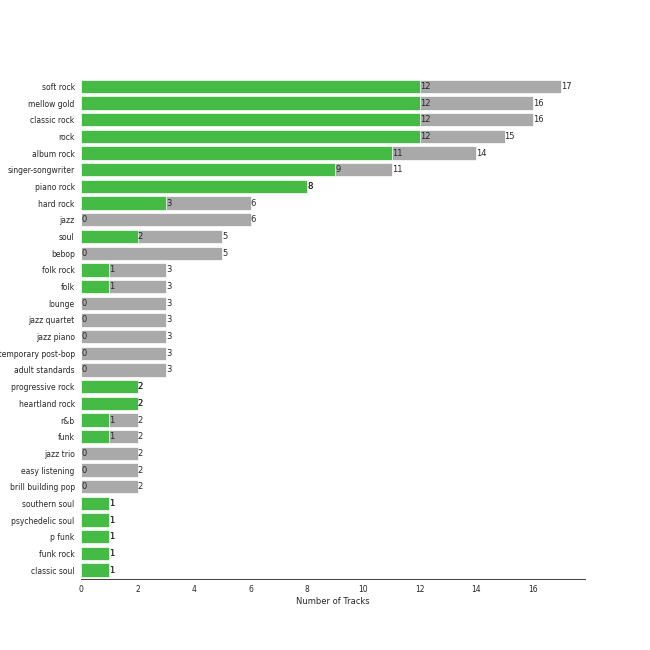 soft rock 12 17
mellow gold 12 16
classic rock 12 16
rock 12 15
album rock 11 14
singer-songwriter 9 11
piano rock 8
hard rock 3 6
jazz 0 6
soul 2 5
bebop 0 5
folk rock 1 3
folk 1 3
lounge 0 3
jazz quartet 0 3
jazz piano 0 3
temporary post-bop 0 3
adult standards 0 3
progressive rock 2
heartland rock 2
r&b 1 2
funk 1 2
jazz trio 0 2
easy listening 0 2
brill building pop 0 2
southern soul 1
psychedelic soul 1
p funk 1
funk rock 1
classic soul 1
0 2 4 6 8 10 12 14 16
Number of Tracks